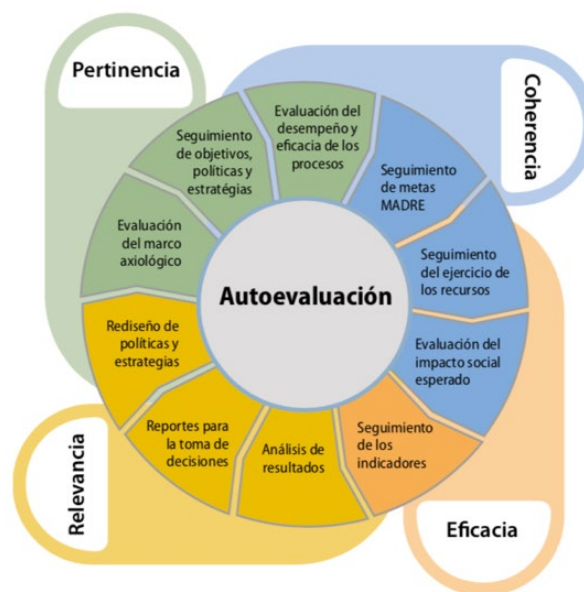 Pertinencia
Coherencia
Evaluación del
desempeño y
eficacia de los
procesos
Seguimiento
de objetivos,
políticas y
estratégias
Seguimiento
de metas
MADRE
Evaluación
del marco
axiológico
Seguimiento
del ejercicio de
los recursos
Autoevaluación
Rediseño de
políticas y
estrategias
Evaluación del
impacto social
esperado
Reportes para
la toma de
decisiones
Análisis de
resultados
Seguimiento
de los
indicadores
Relevancia
Eficacia